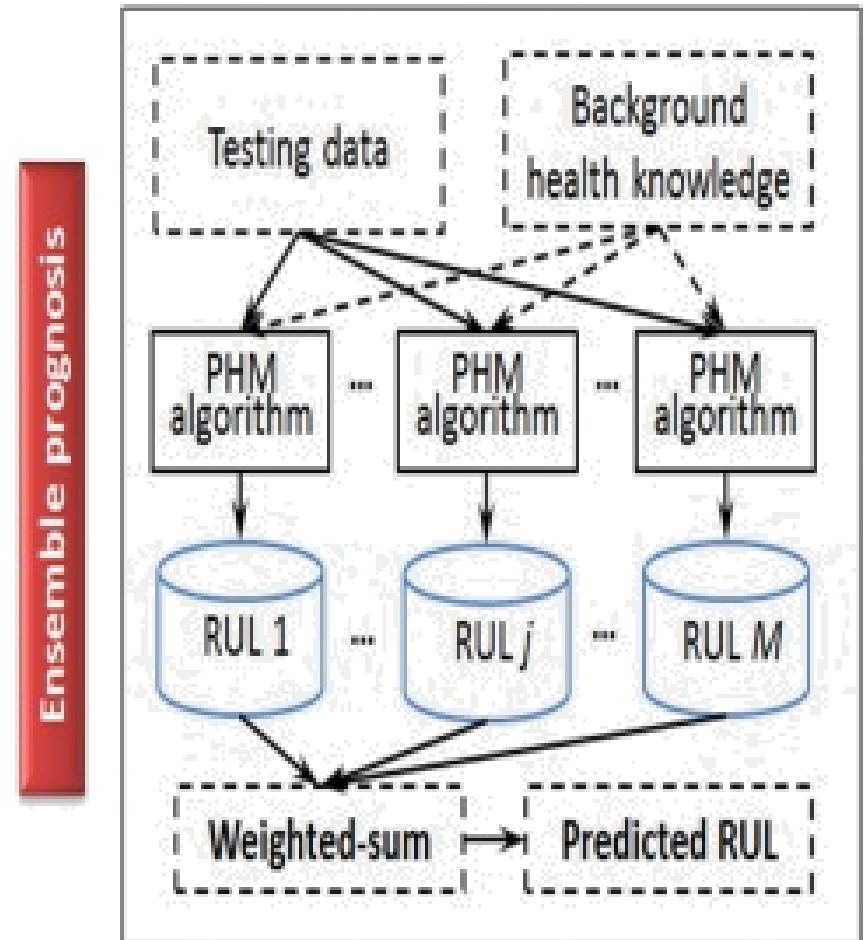 Ensemble prognosis
Testing data
Background
health knowledge
PHM
algorithm
...
PHM
algorithm
...
PHM
algorithm
RUL 1
...
RUL j
...
RUL M
Weighted-sum
Predicted RUL